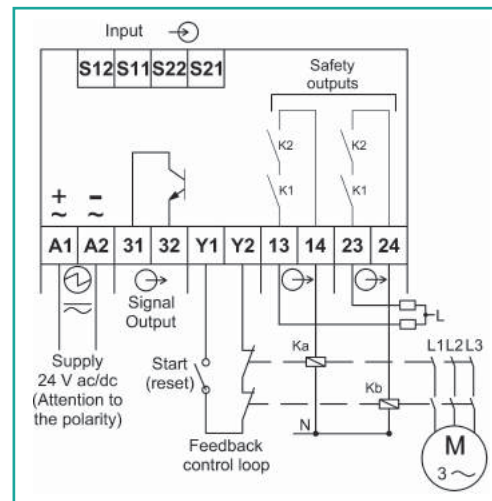 Input
S12 S11 S22 S21
Safety
outputs
K2 K2
K1 K1
+ -
~ ~
A1 A2 31 32 Y1 Y2 13 14 23 24
Signal
Output
L
Supply
24 V ac/dc
(Attention to
the polarity)
Start
(reset)
Ka
L1 L2 L3
Kb
N
Feedback
control loop
M
3 ~